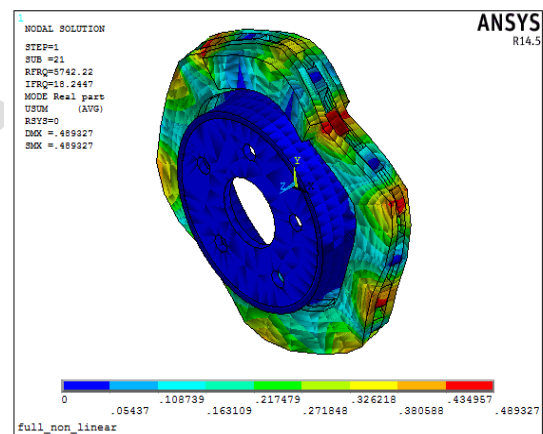 1
NODAL SOLUTION
ANSYS
R14.5
STEP=1
SUB =21
RFRQ=5742.22
IFRQ=18.2447
MODE Real part
USUM (AVG)
RSYS=0
DMX =.489327
SMX =.489327
Y
Z X
0 .108739 .217479 .326218 .434957
.05437 .163109 .271848 .380588 .489327
full_non_linear